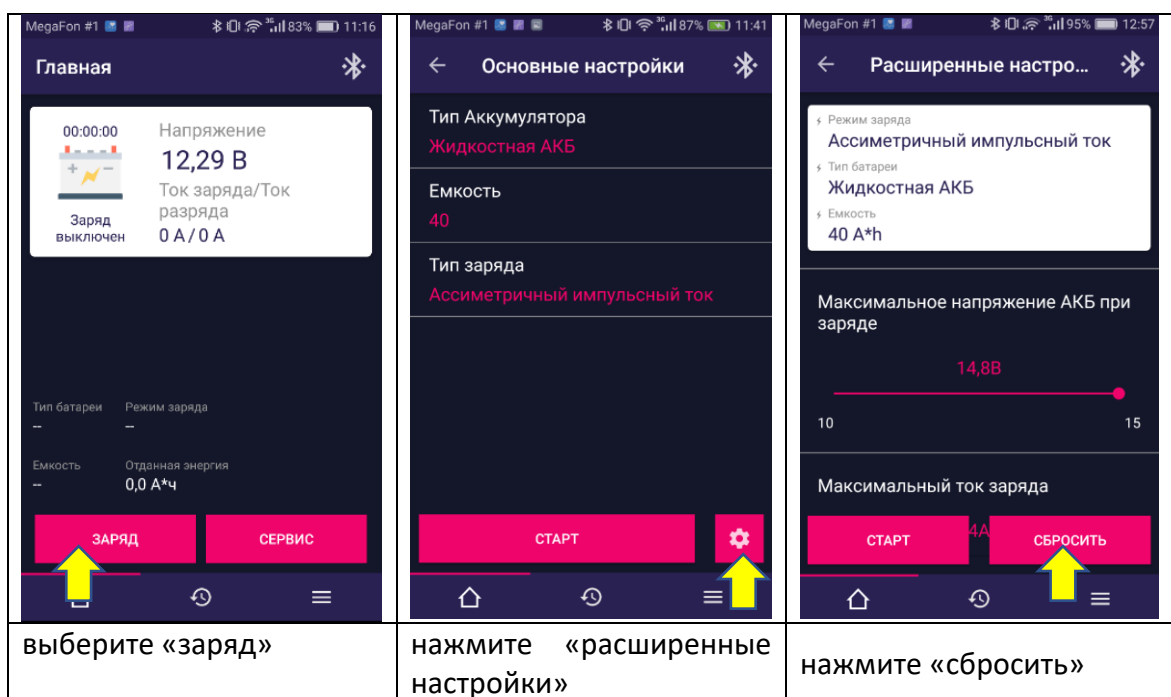 MegaFon #1 83% 11:16
Главная
00:00:00
Заряд
выключен
Напряжение
12,29 В
Ток заряда/Ток
разряда
0 А / 0 А
Тип батареи Режим заряда
-- --
Емкость Отданная энергия
-- 0,0 А*ч
ЗАРЯД СЕРВИС
выберите «заряд»
MegaFon #1 3G 87% 11:41
Основные настройки
Тип Аккумулятора
Жидкостная АКБ
Емкость
40
Тип заряда
Ассиметричный импульсный ток
СТАРТ
нажмите «расширенные
настройки»
MegaFon #1 3G 95% 12:57
Расширенные настро...
Режим заряда
Ассиметричный импульсный ток
Тип батареи
Жидкостная АКБ
Емкость
40 A*h
Максимальное напряжение АКБ при
заряде
14,8В
10 15
Максимальный ток заряда
4А
СТАРТ СБРОСИТЬ
нажмите «сбросить»